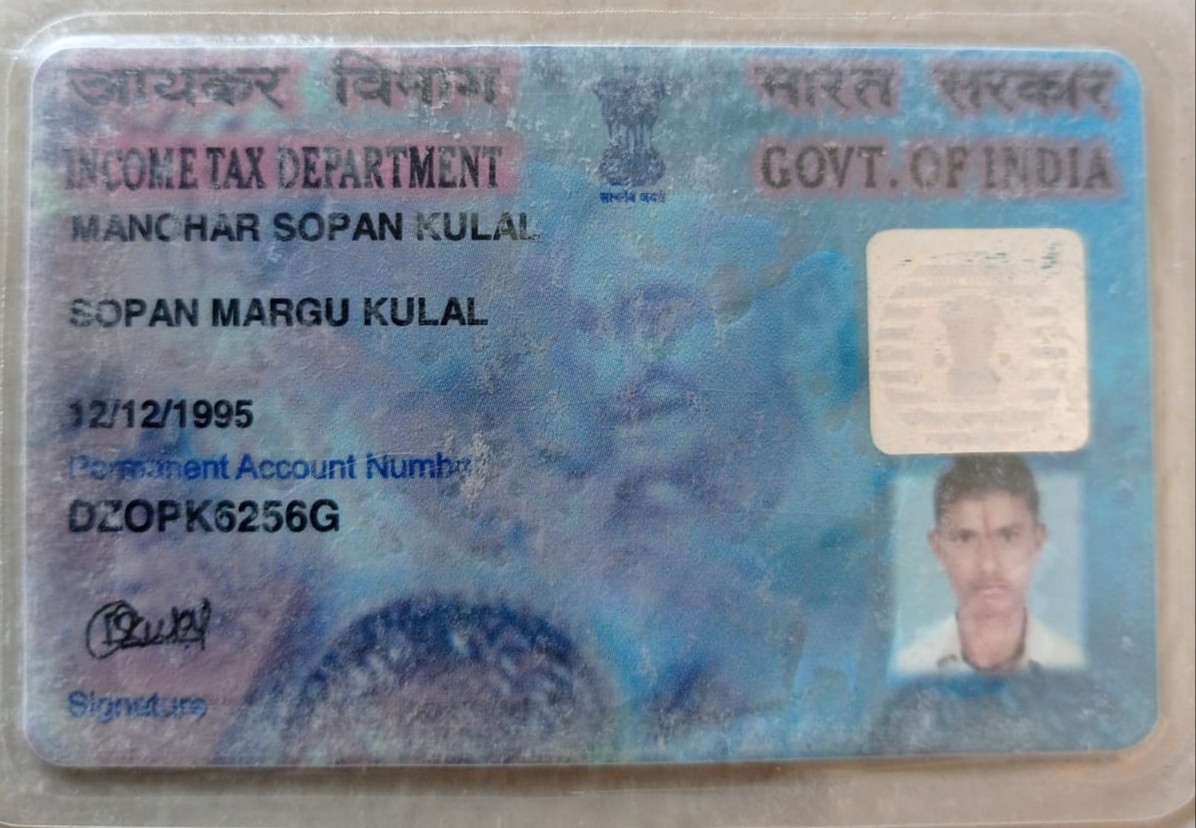 आयकर विभाग
भारत सरकार
INCOME TAX DEPARTMENT
GOVT. OF INDIA
सत्यमेव जयते
MANOHAR SOPAN KULAL
SOPAN MARGU KULAL
12/12/1995
Permanent Account Number
DZOPK6256G
Signature